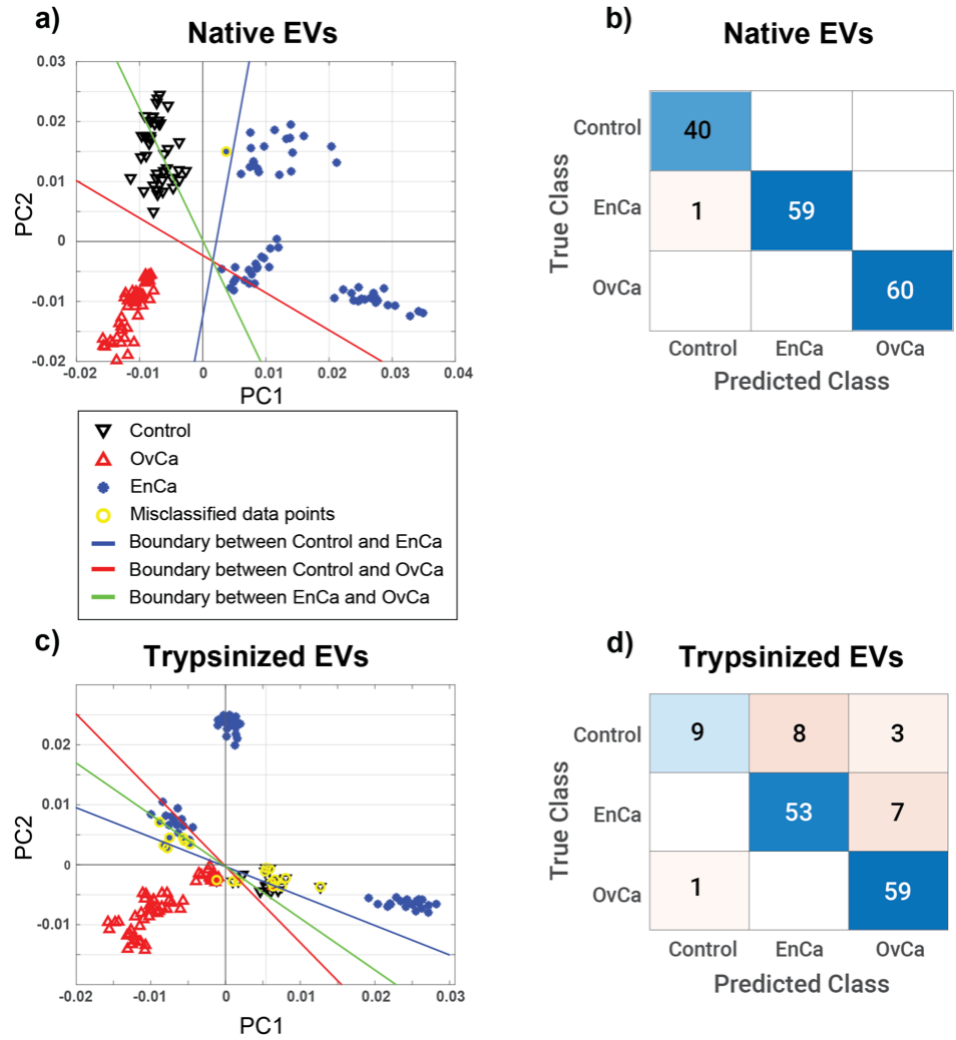 a)
Native EVs
0.03
0.02
0.01
0
-0.01
-0.02
PC2
-0.02
-0.01
0
0.01
0.02
0.03
0.04
PC1
b)
Native EVs
True Class
Control
40
EnCa
1
59
OvCa
60
Control
EnCa
OvCa
Predicted Class
Control
OvCa
EnCa
Misclassified data points
Boundary between Control and EnCa
Boundary between Control and OvCa
Boundary between EnCa and OvCa
c)
Trypsinized EVs
0.02
0.01
0
-0.01
PC2
-0.02
-0.01
0
0.01
0.02
0.03
PC1
d)
Trypsinized EVs
True Class
Control
9
8
3
EnCa
53
7
OvCa
1
59
Control
EnCa
OvCa
Predicted Class